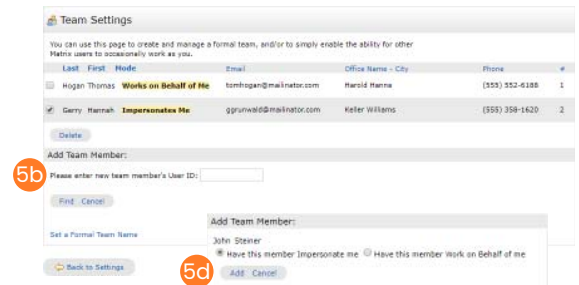 Team Settings
You can use this page to create and manage a formal team, and/or to simply enable the ability for other
Matrix users to occasionally work as you.
Last First Mode Email Office Name - City Phone #
Hogan Thomas Works on Behalf of Me tomhogan@mailinator.com Harold Hanna (555) 552-6188 1
Gerry Hannah Impersonates Me ggrunwald@mailinator.com Keller Williams (555) 358-1620 2
Delete
Add Team Member:
5b
Please enter new team member's User ID:
Find Cancel
Set a Formal Team Name
Back to Settings
Add Team Member:
John Steiner
Have this member Impersonate me Have this member Work on Behalf of me
5d
Add Cancel